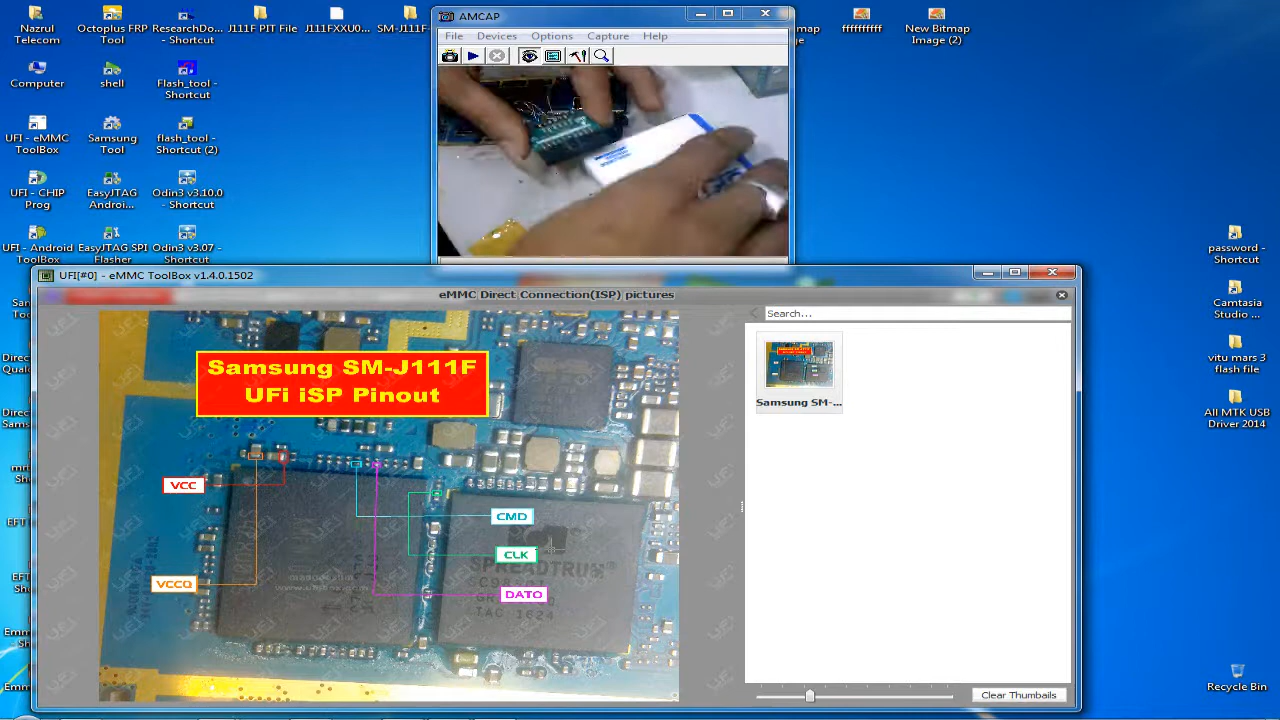 Nazrul
Telecom
Octoplus FRP
Tool
ResearchDo...
- Shortcut
J111F PIT File
J111FXXU0...
SM-J111F
fffffffffff
New Bitmap
Image (2)
Computer
shell
Flash_tool -
Shortcut
UFI - eMMC
ToolBox
Samsung
Tool
flash_tool -
Shortcut (2)
UFI - CHIP
Prog
EasyJTAG
Androi...
Odin3 v3.10.0
- Shortcut
UFI - Android
ToolBox
EasyJTAG SPI
Flasher
Odin3 v3.07 -
Shortcut
AMCAP
File Devices Options Capture Help
password -
Shortcut
Camtasia
Studio ...
vitu mars 3
flash file
All MTK USB
Driver 2014
Recycle Bin
UFI[#0] - eMMC ToolBox v1.4.0.1502
eMMC Direct Connection(ISP) pictures
Search...
Samsung SM-...
Clear Thumbails
Samsung SM-J111F
UFi iSP Pinout
VCC
CMD
CLK
VCCQ
DATO
SPREADTRUM
TAC 1624